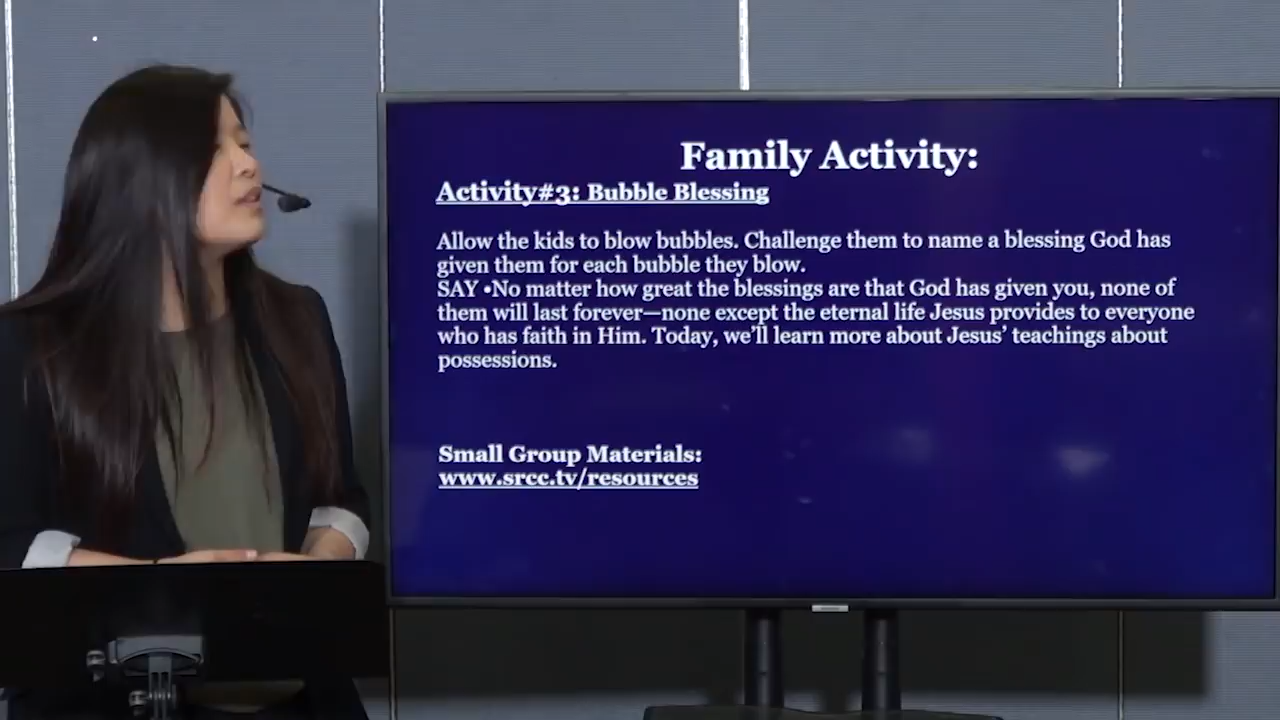 Family Activity:
Activity#3: Bubble Blessing
Allow the kids to blow bubbles. Challenge them to name a blessing God has
given them for each bubble they blow.
SAY •No matter how great the blessings are that God has given you, none of
them will last forever—none except the eternal life Jesus provides to everyone
who has faith in Him. Today, we’ll learn more about Jesus’ teachings about
possessions.
Small Group Materials:
www.srcc.tv/resources